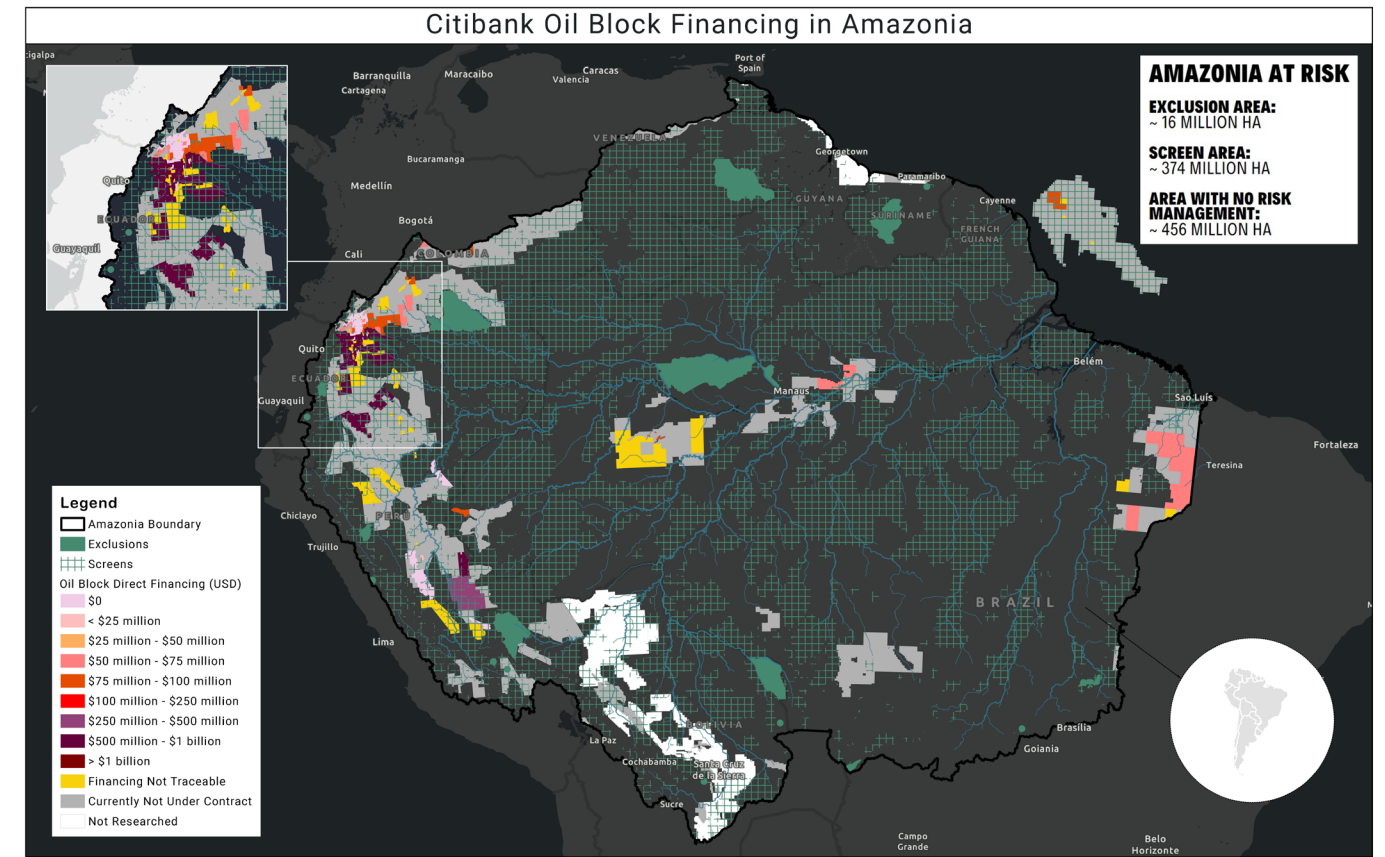 Citibank Oil Block Financing in Amazonia
AMAZONIA AT RISK
EXCLUSION AREA:
~ 16 MILLION HA
SCREEN AREA:
~ 374 MILLION HA
AREA WITH NO RISK
MANAGEMENT:
~ 456 MILLION HA
igalpa
Barranquilla
Cartagena
Maracaibo
Valencia
Caracas
Port of
Spain
VENEZUELA
Georgetown
Paramaribo
Cayenne
GUYANA
SURINAME
FRENCH
GUIANA
Bucaramanga
Medellín
Bogotá
Cali
COLOMBIA
Quito
ECUADOR
Guayaquil
Quito
ECUADOR
Guayaquil
Manaus
Belém
Sao Luís
Fortaleza
Teresina
Chiclayo
Trujillo
PERU
Lima
BRAZIL
BOLIVIA
La Paz
Cochabamba
Santa Cruz
de la Sierra
Sucre
Brasília
Goiania
Campo
Grande
Belo
Horizonte
Legend
Amazonia Boundary
Exclusions
Screens
Oil Block Direct Financing (USD)
$0
< $25 million
$25 million - $50 million
$50 million - $75 million
$75 million - $100 million
$100 million - $250 million
$250 million - $500 million
$500 million - $1 billion
> $1 billion
Financing Not Traceable
Currently Not Under Contract
Not Researched